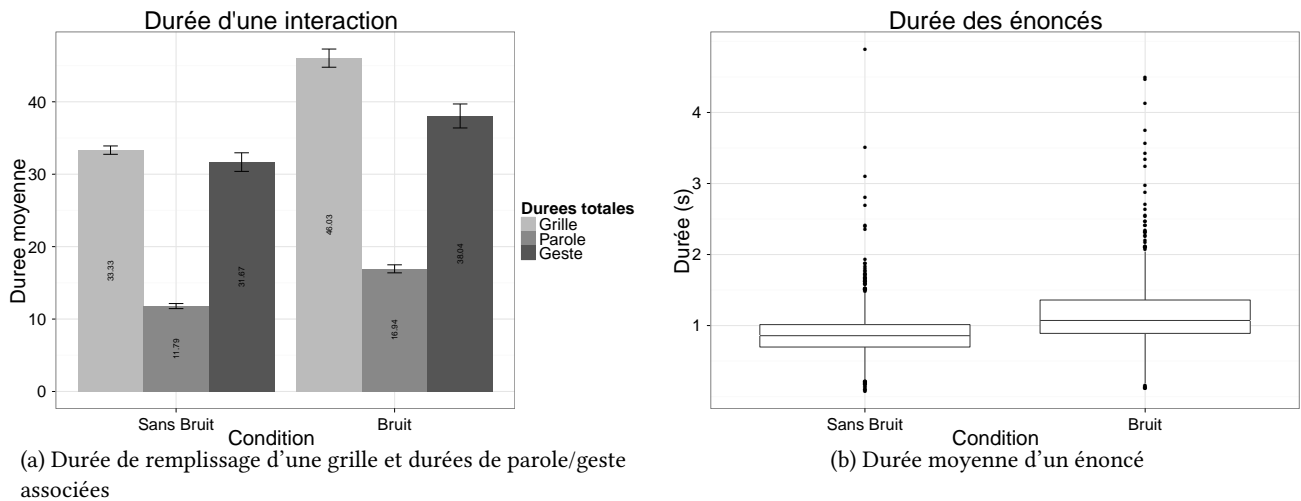 Durée d'une interaction
Duree moyenne
40
30
20
10
0
33.33
11.79
31.67
46.03
16.94
38.04
Sans Bruit
Bruit
Condition
Durees totales
Grille
Parole
Geste
(a) Durée de remplissage d'une grille et durées de parole/geste
associées
Durée des énoncés
Durée (s)
4
3
2
1
Sans Bruit
Bruit
Condition
(b) Durée moyenne d'un énoncé